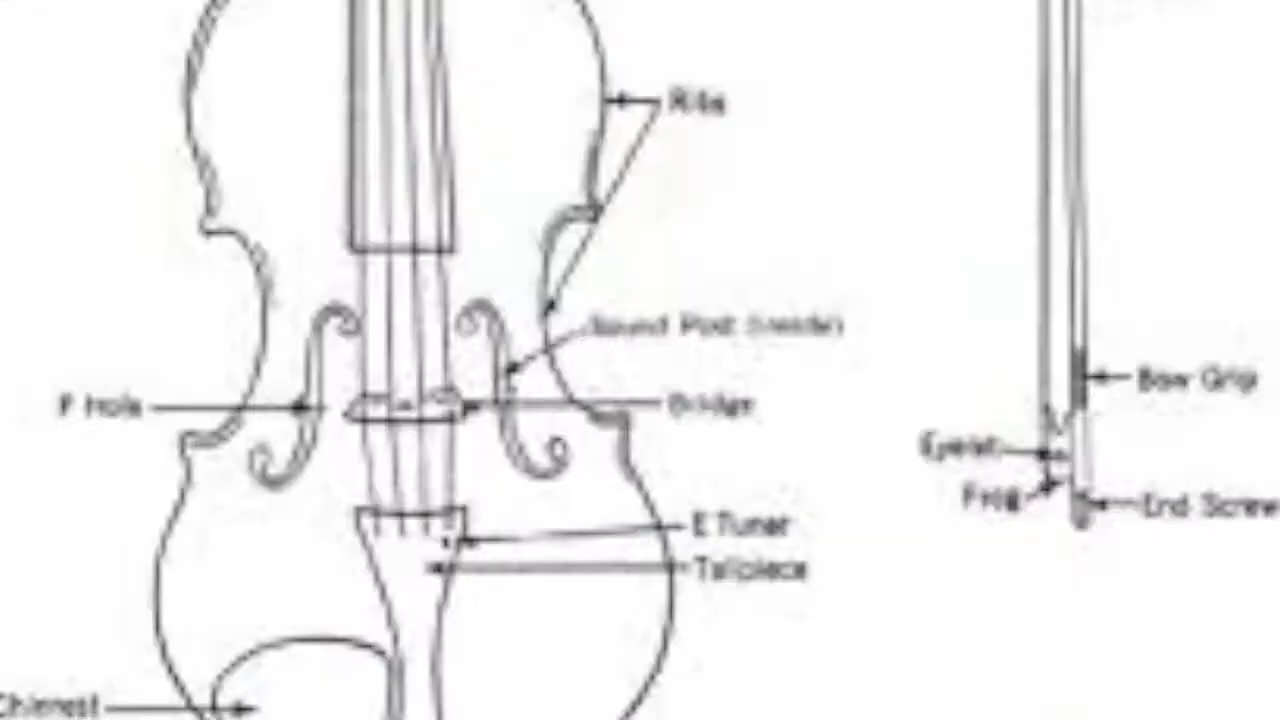 Ribs
Sound Post (Inside)
F Hole
Bridge
Bow Grip
Eyelet
Frog
End Screw
E Tuner
Tailpiece
Chinrest